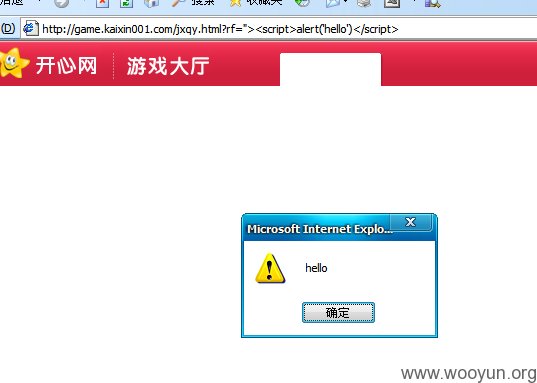 后退 搜索 收藏夹
(D) http://game.kaixin001.com/jxqy.html?rf="><script>alert('hello')</script>
开心网 游戏大厅
Microsoft Internet Explo...
hello
确定
www.wooyun.org